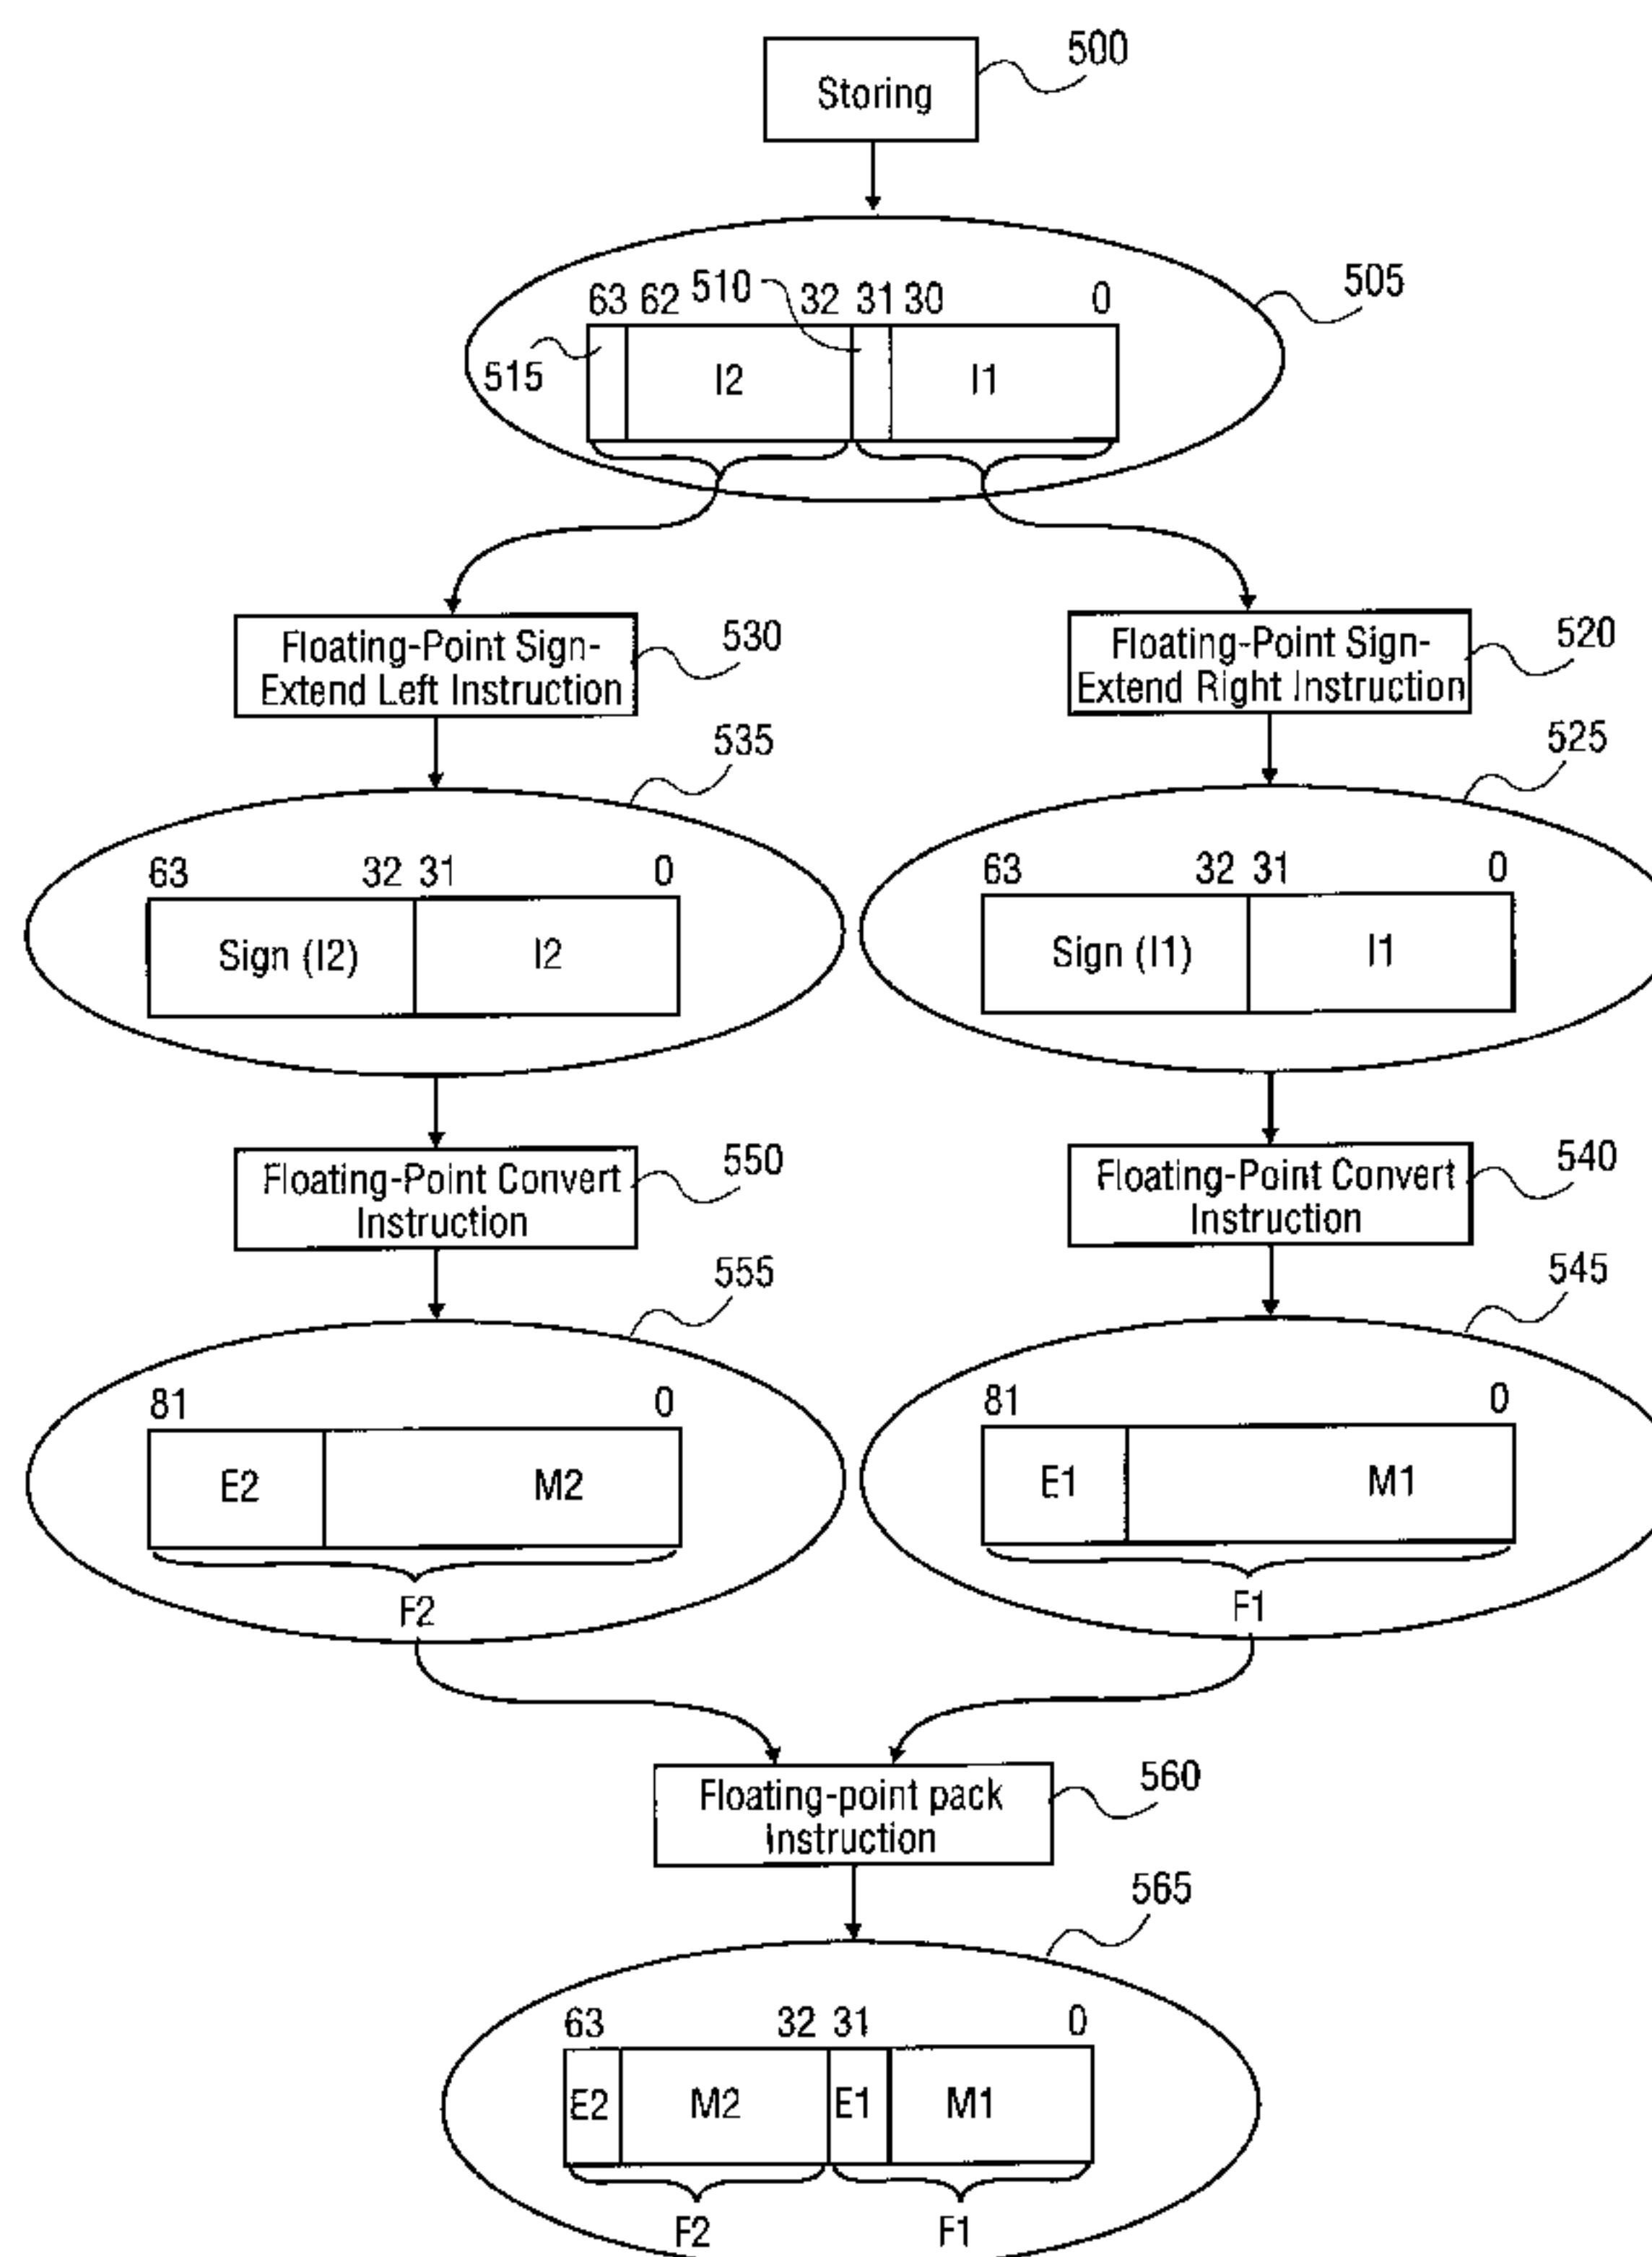 Storing
500
505
63 62 510 32 31 30 0
515
I2
I1
Floating-Point Sign-
Extend Left Instruction
530
Floating-Point Sign-
Extend Right Instruction
520
535
525
63 32 31 0
63 32 31 0
Sign (I2)
I2
Sign (I1)
I1
Floating-Point Convert
Instruction
550
Floating-Point Convert
Instruction
540
555
545
81 0
81 0
E2
M2
E1
M1
F2
F1
Floating-point pack
Instruction
560
565
63 32 31 0
E2
M2
E1
M1
F2
F1